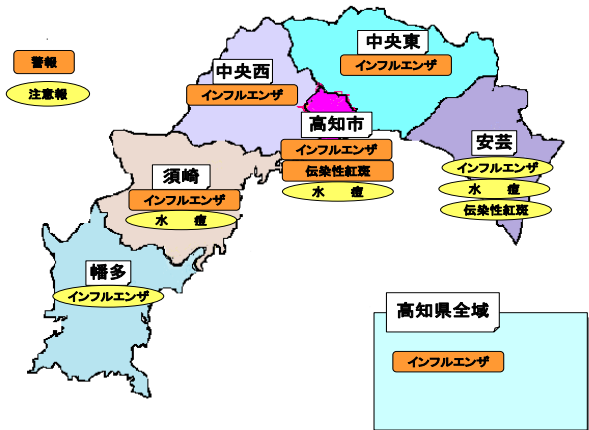 警報
注意報
中央東
インフルエンザ
中央西
インフルエンザ
高知市
インフルエンザ
伝染性紅斑
水　痘
安芸
インフルエンザ
水　痘
伝染性紅斑
須崎
インフルエンザ
水　痘
幡多
インフルエンザ
高知県全域
インフルエンザ